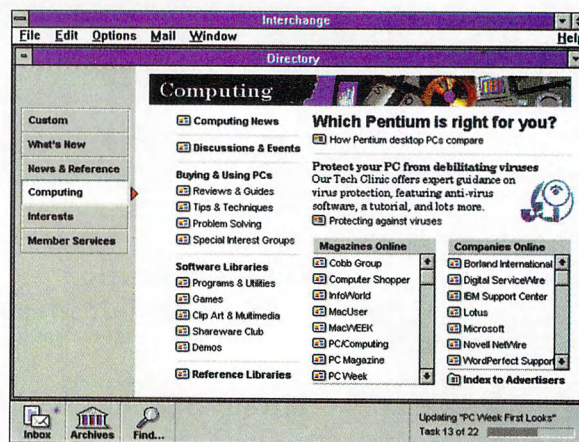 Interchange
File Edit Options Mail Window Help
Directory
Computing
Custom
What's New
News & Reference
Computing
Interests
Member Services
Computing News
Discussions & Events
Buying & Using PCs
Reviews & Guides
Tips & Techniques
Problem Solving
Special Interest Groups
Software Libraries
Programs & Utilities
Games
Clip Art & Multimedia
Shareware Club
Demos
Reference Libraries
Which Pentium is right for you?
How Pentium desktop PCs compare
Protect your PC from debilitating viruses
Our Tech Clinic offers expert guidance on
virus protection, featuring anti-virus
software, a tutorial, and lots more.
Protecting against viruses
Magazines Online
Cobb Group
Computer Shopper
InfoWorld
MacUser
MacWEEK
PC/Computing
PC Magazine
PC Week
Companies Online
Borland International
Digital ServiceWire
IBM Support Center
Lotus
Microsoft
Novell NetWire
WordPerfect Support
Index to Advertisers
Inbox
Archives
Find...
Updating "PC Week First Looks"
Task 13 of 22